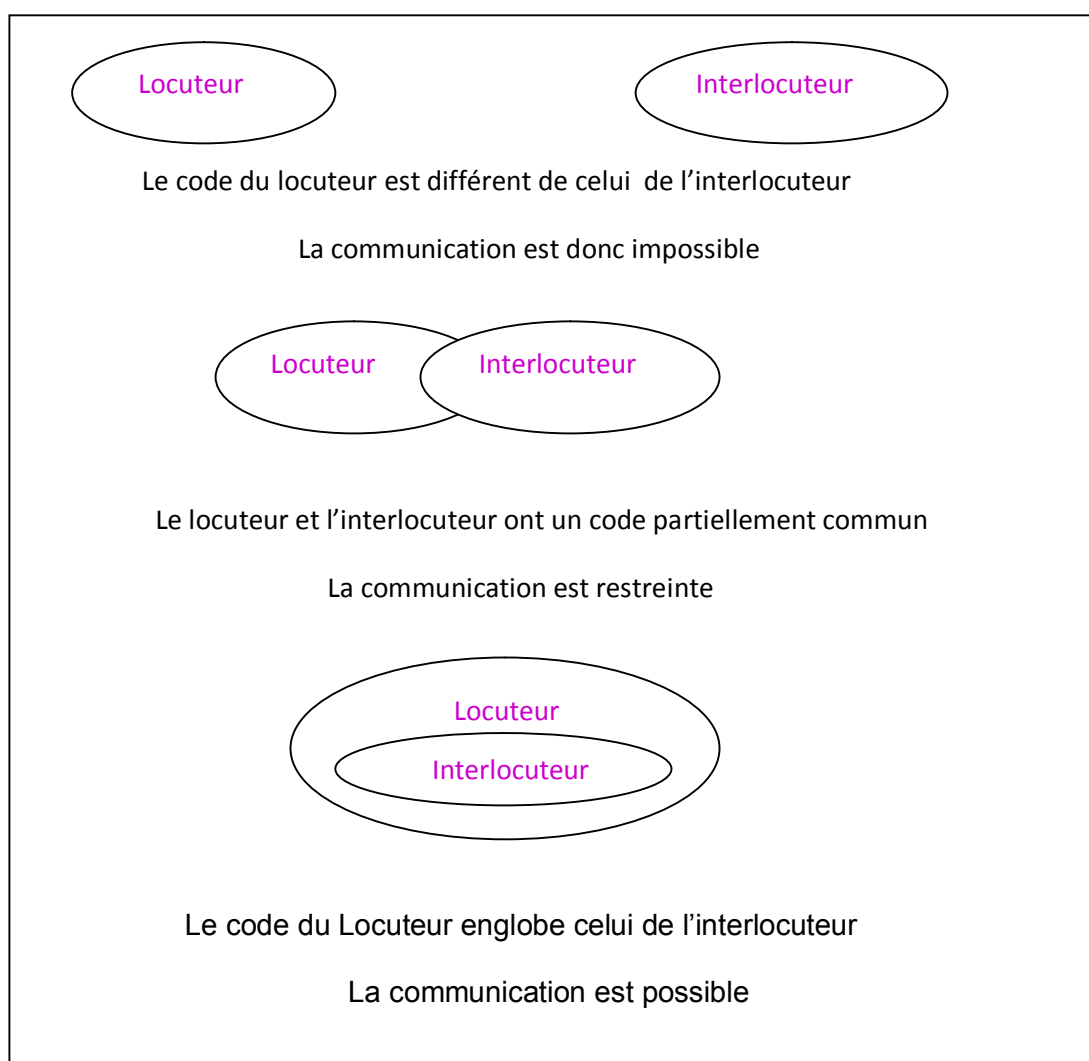 Locuteur Interlocuteur
Le code du locuteur est différent de celui  de l’interlocuteur
La communication est donc impossible
Locuteur Interlocuteur
Le locuteur et l’interlocuteur ont un code partiellement commun
La communication est restreinte
Locuteur
Interlocuteur
Le code du Locuteur englobe celui de l’interlocuteur
La communication est possible